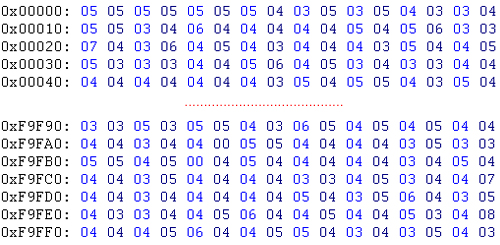 0x00000: 05 05 05 05 05 05 04 05 03 05 05 04 03 03 04
0x00010: 05 05 03 04 06 04 04 04 04 04 05 04 05 06 03 03
0x00020: 07 04 03 06 04 05 04 03 04 04 04 03 05 04 04 05
0x00030: 05 03 03 03 04 04 05 06 04 05 03 04 04 04 04 03
0x00040: 04 04 04 04 04 04 04 03 05 04 05 05 04 03 05 04
0xF9F90: 03 03 05 03 05 05 04 03 06 05 04 05 04 05 04 04
0xF9FA0: 04 04 03 04 04 00 05 05 04 04 04 04 03 05 03 03
0xF9FB0: 05 05 04 05 00 04 05 04 04 04 04 04 03 04 05 04
0xF9FC0: 04 04 03 05 04 04 04 04 03 03 04 05 03 04 04 07
0xF9FD0: 04 04 03 04 04 04 04 04 05 04 03 05 06 04 03 05
0xF9FE0: 04 03 03 04 04 05 06 04 04 05 04 04 05 03 04 08
0xF9FF0: 04 04 04 05 06 04 04 05 05 04 03 05 05 04 03